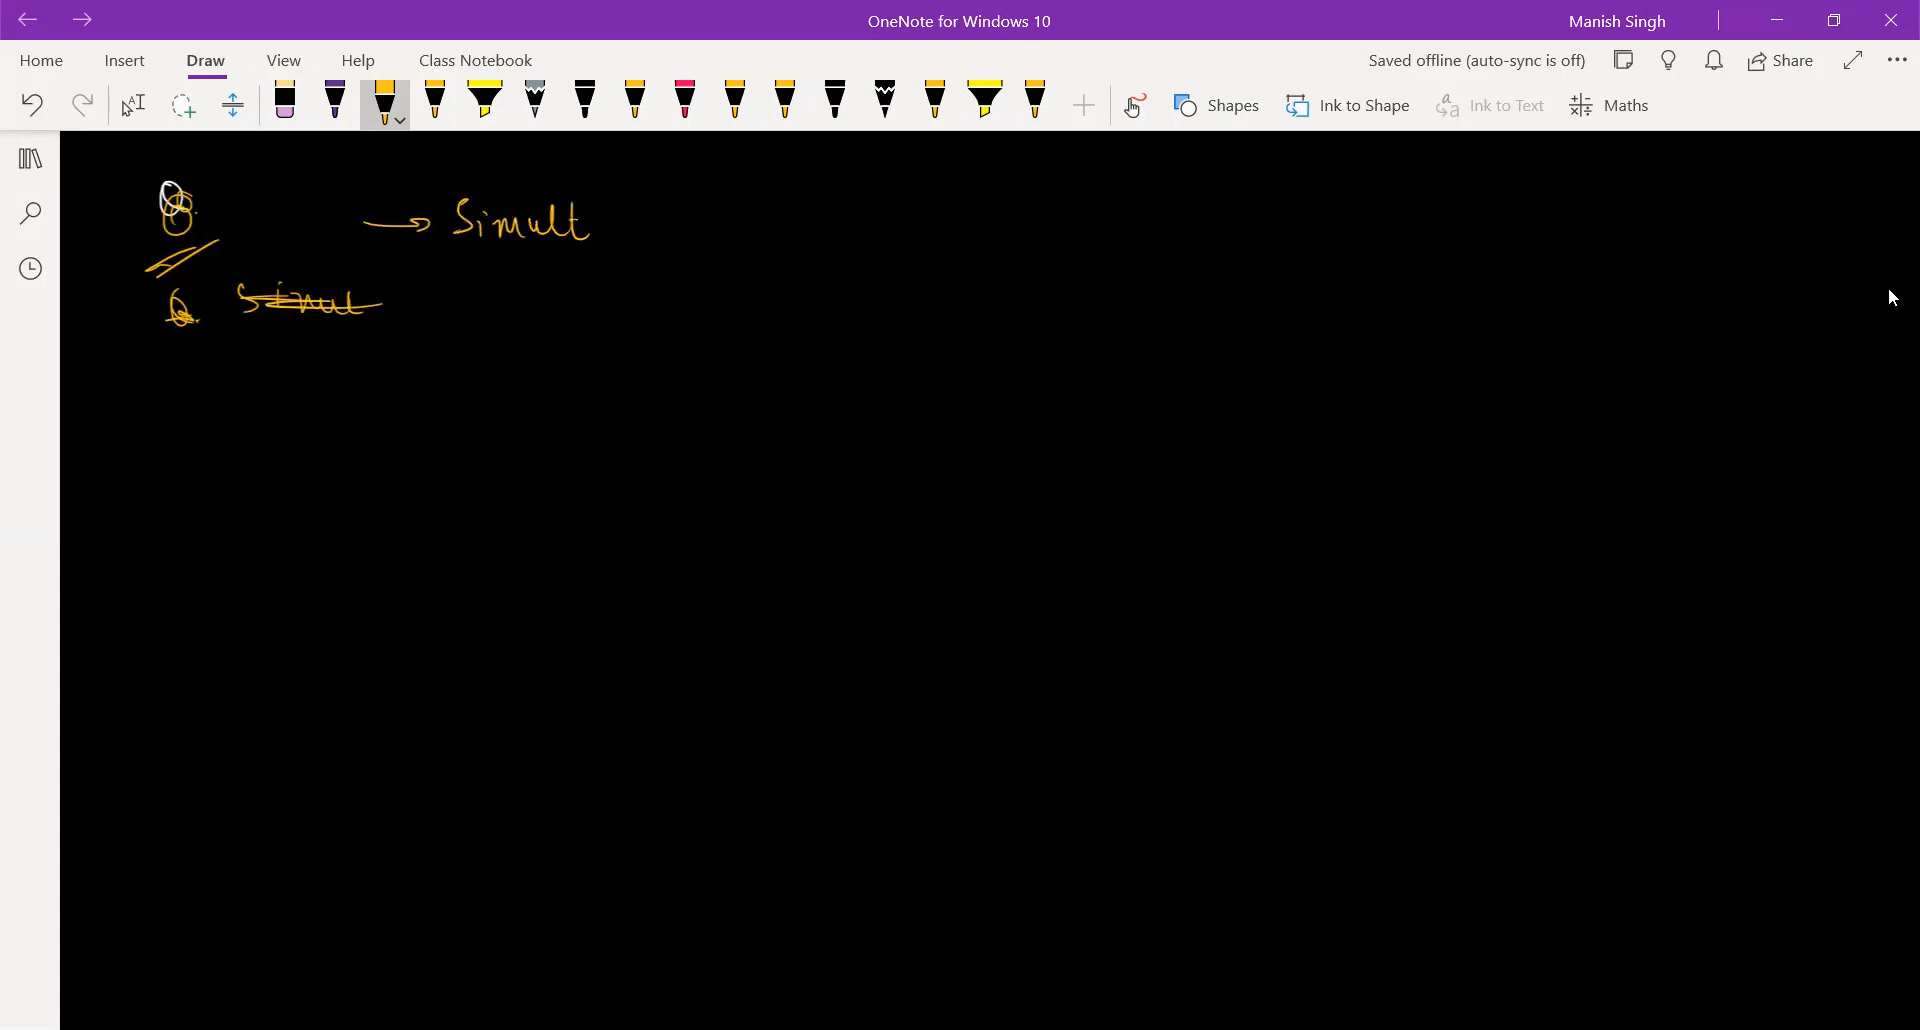 OneNote for Windows 10 Manish Singh
Home Insert Draw View Help Class Notebook Saved offline (auto-sync is off) Share
Shapes Ink to Shape Ink to Text Maths
→ Simult
Q. Simul